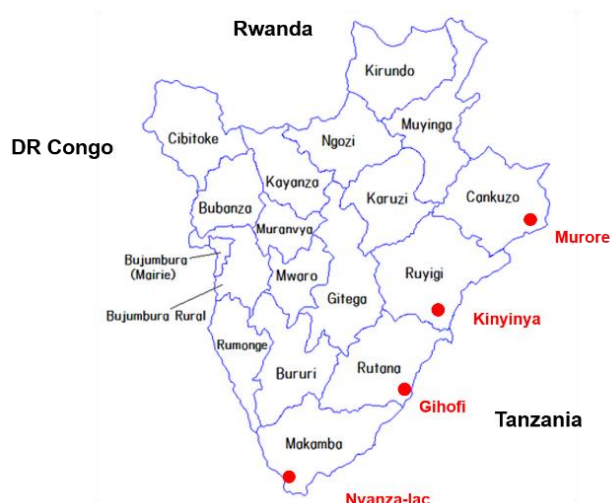 Rwanda
Kirundo
Muyinga
DR Congo
Cibitoke
Ngozi
Kayanza
Karuzi
Cankuzo
Bubanza
Muranvya
Murore
Bujumbura
(Mairie)
Mwaro
Ruyigi
Gitega
Bujumbura Rural
Kinyinya
Rumonge
Bururi
Rutana
Gihofi
Tanzania
Makamba
Nyanza-lac